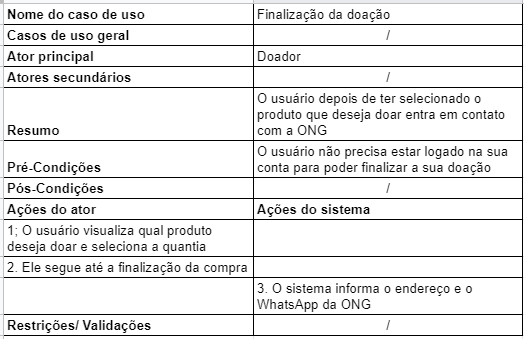 Nome do caso de uso Finalização da doação
Casos de uso geral /
Ator principal Doador
Atores secundários /
O usuário depois de ter selecionado o
produto que deseja doar entra em contato
Resumo com a ONG
O usuário não precisa estar logado na sua
Pré-Condições conta para poder finalizar a sua doação
Pós-Condições /
Ações do ator Ações do sistema
1; O usuário visualiza qual produto
deseja doar e seleciona a quantia
2. Ele segue até a finalização da compra
3. O sistema informa o endereço e o
WhatsApp da ONG
Restrições/ Validações /